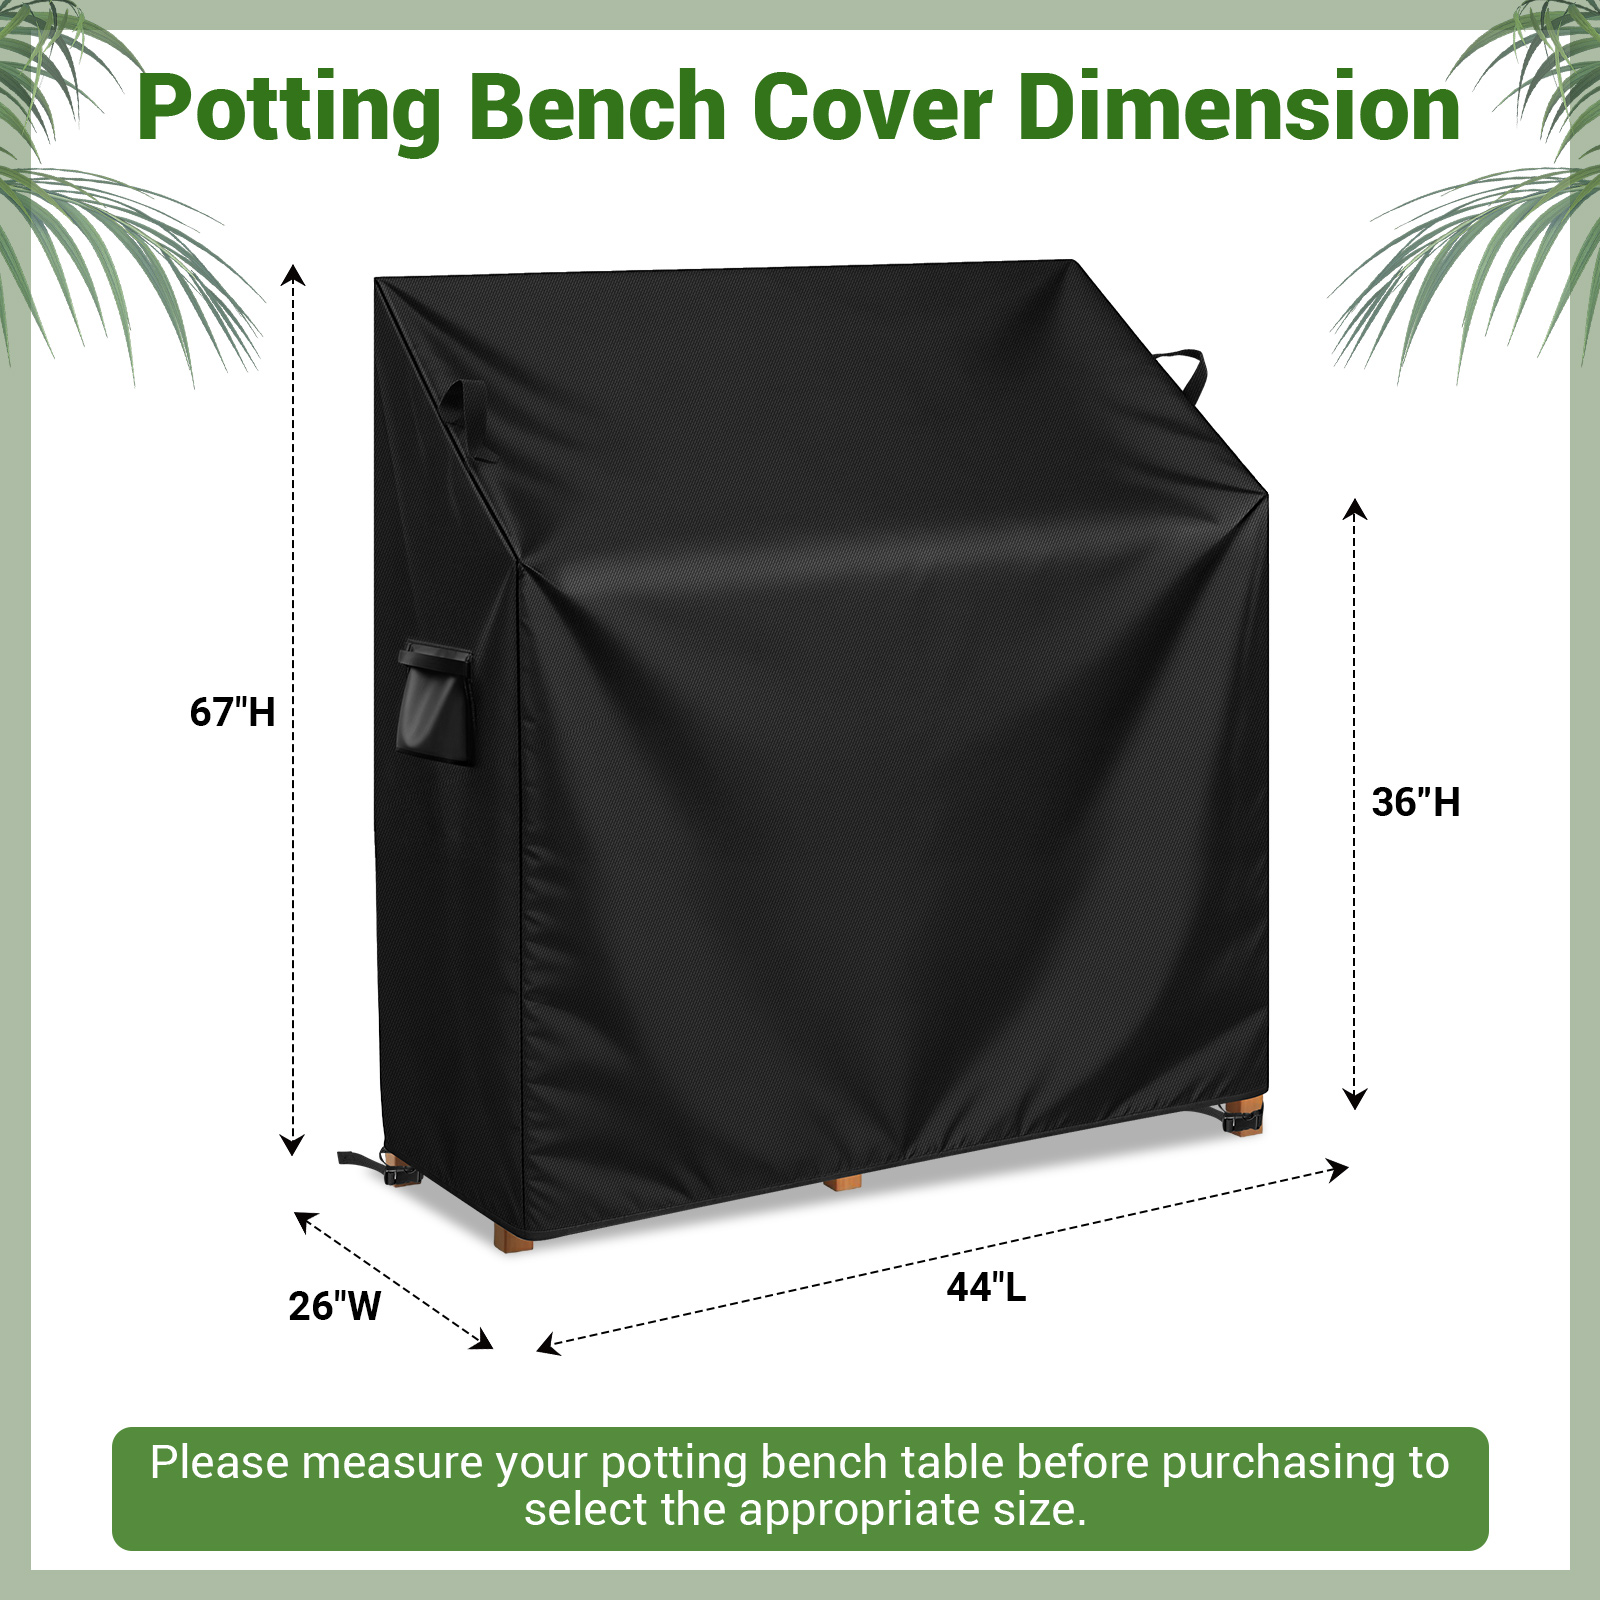 Potting Bench Cover Dimension
67"H
36"H
26"W
44"L
Please measure your potting bench table before purchasing to
select the appropriate size.